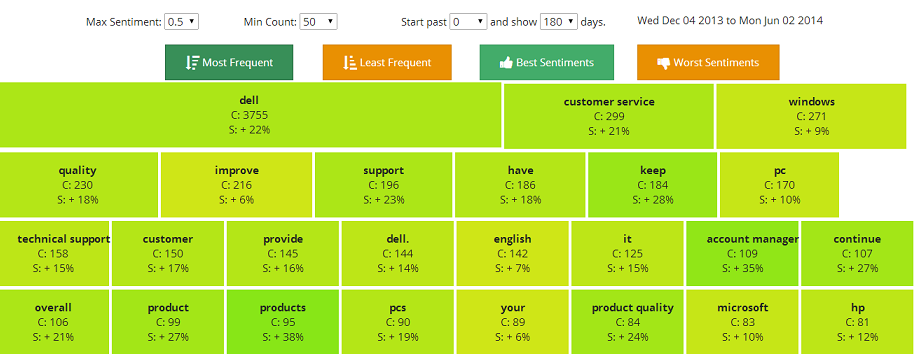 Max Sentiment: 0.5 Min Count: 50 Start past 0 and show 180 days. Wed Dec 04 2013 to Mon Jun 02 2014
Most Frequent Least Frequent Best Sentiments Worst Sentiments
dell customer service windows
C: 3755 C: 299 C: 271
S: + 22% S: + 21% S: + 9%
quality improve support have keep pc
C: 230 C: 216 C: 196 C: 186 C: 184 C: 170
S: + 18% S: + 6% S: + 23% S: + 18% S: + 28% S: + 10%
technical support customer provide dell. english it account manager continue
C: 158 C: 150 C: 145 C: 144 C: 142 C: 125 C: 109 C: 107
S: + 15% S: + 17% S: + 16% S: + 14% S: + 7% S: + 15% S: + 35% S: + 27%
overall product products pcs your product quality microsoft hp
C: 106 C: 99 C: 95 C: 90 C: 89 C: 84 C: 83 C: 81
S: + 21% S: + 27% S: + 38% S: + 19% S: + 6% S: + 24% S: + 10% S: + 12%